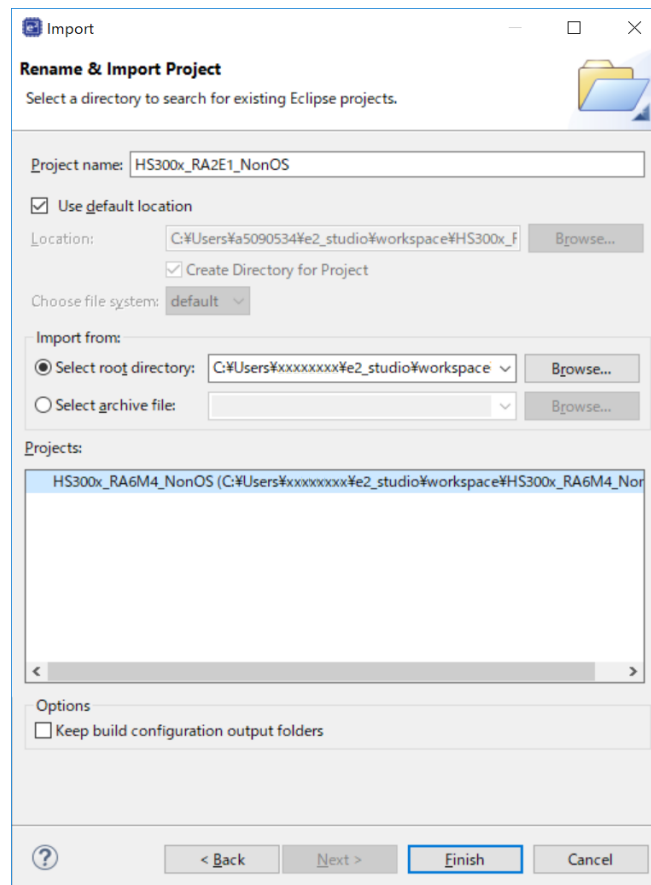 Import
Rename & Import Project
Select a directory to search for existing Eclipse projects.
Project name: HS300x_RA2E1_NonOS
Use default location
Location: C:¥Users¥a5090534¥e2_studio¥workspace¥HS300x_F Browse...
Create Directory for Project
Choose file system: default
Import from:
Select root directory: C:¥Users¥xxxxxxxx¥e2_studio¥workspace Browse...
Select archive file: Browse...
Projects:
HS300x_RA6M4_NonOS (C:¥Users¥xxxxxxxx¥e2_studio¥workspace¥HS300x_RA6M4_Nor
Options
Keep build configuration output folders
< Back Next > Finish Cancel